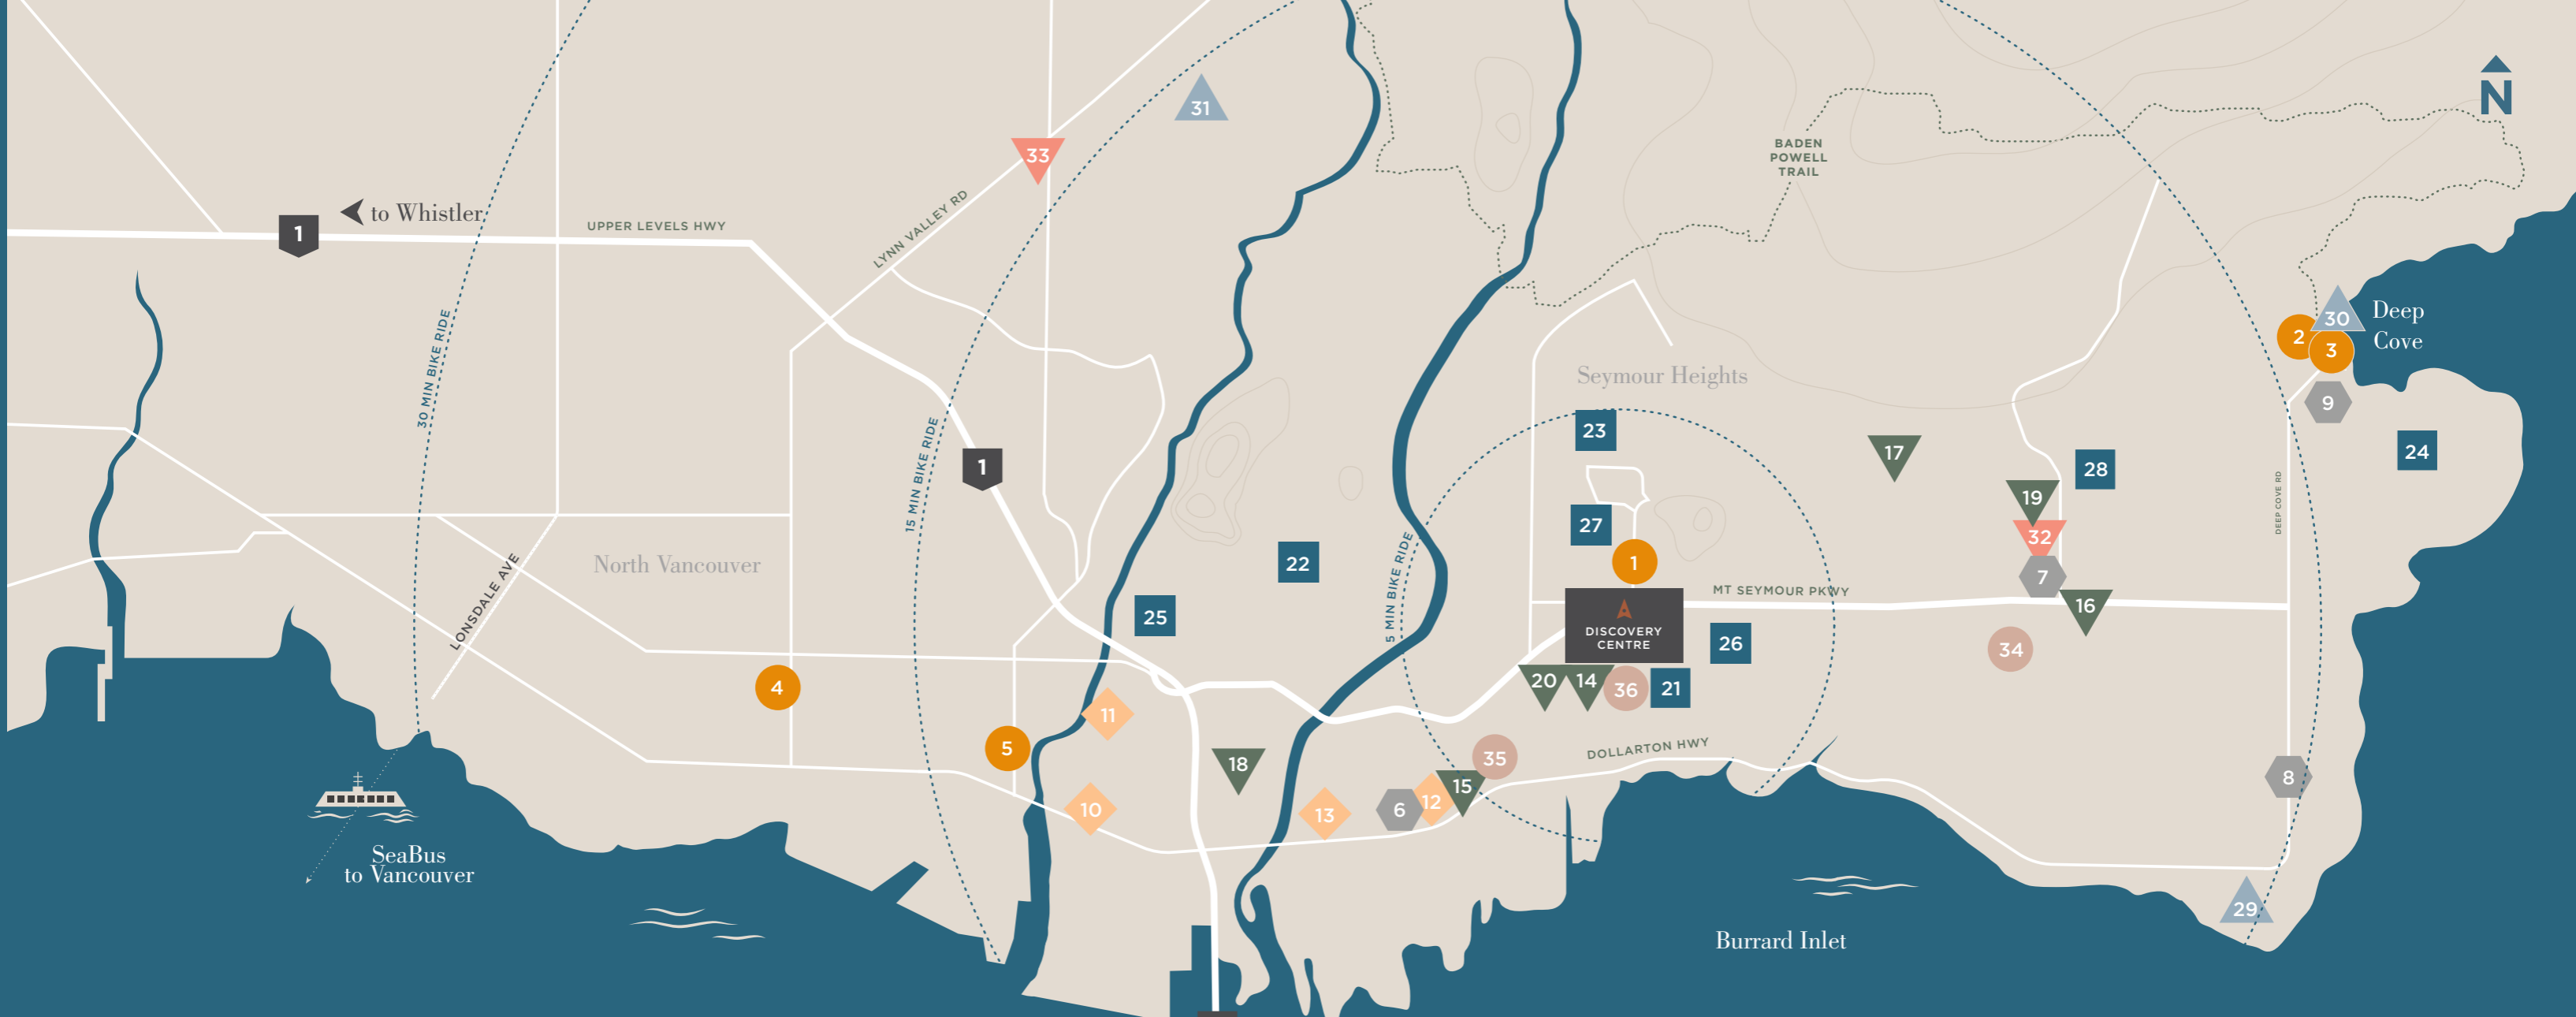 N
31
BADEN
POWELL
TRAIL
33
to Whistler
1
UPPER LEVELS HWY
LYNN VALLEY RD
30
Deep
Cove
2
3
30 MIN BIKE RIDE
Seymour Heights
9
23
17
24
28
1
15 MIN BIKE RIDE
19
DEEP COVE RD
27
32
5 MIN BIKE RIDE
North Vancouver
22
1
7
LONSDALE AVE
MT SEYMOUR PKWY
25
16
DISCOVERY
CENTRE
26
34
4
20
14
36
21
11
5
DOLLARTON HWY
35
18
8
15
12
6
10
13
SeaBus
to Vancouver
29
Burrard Inlet